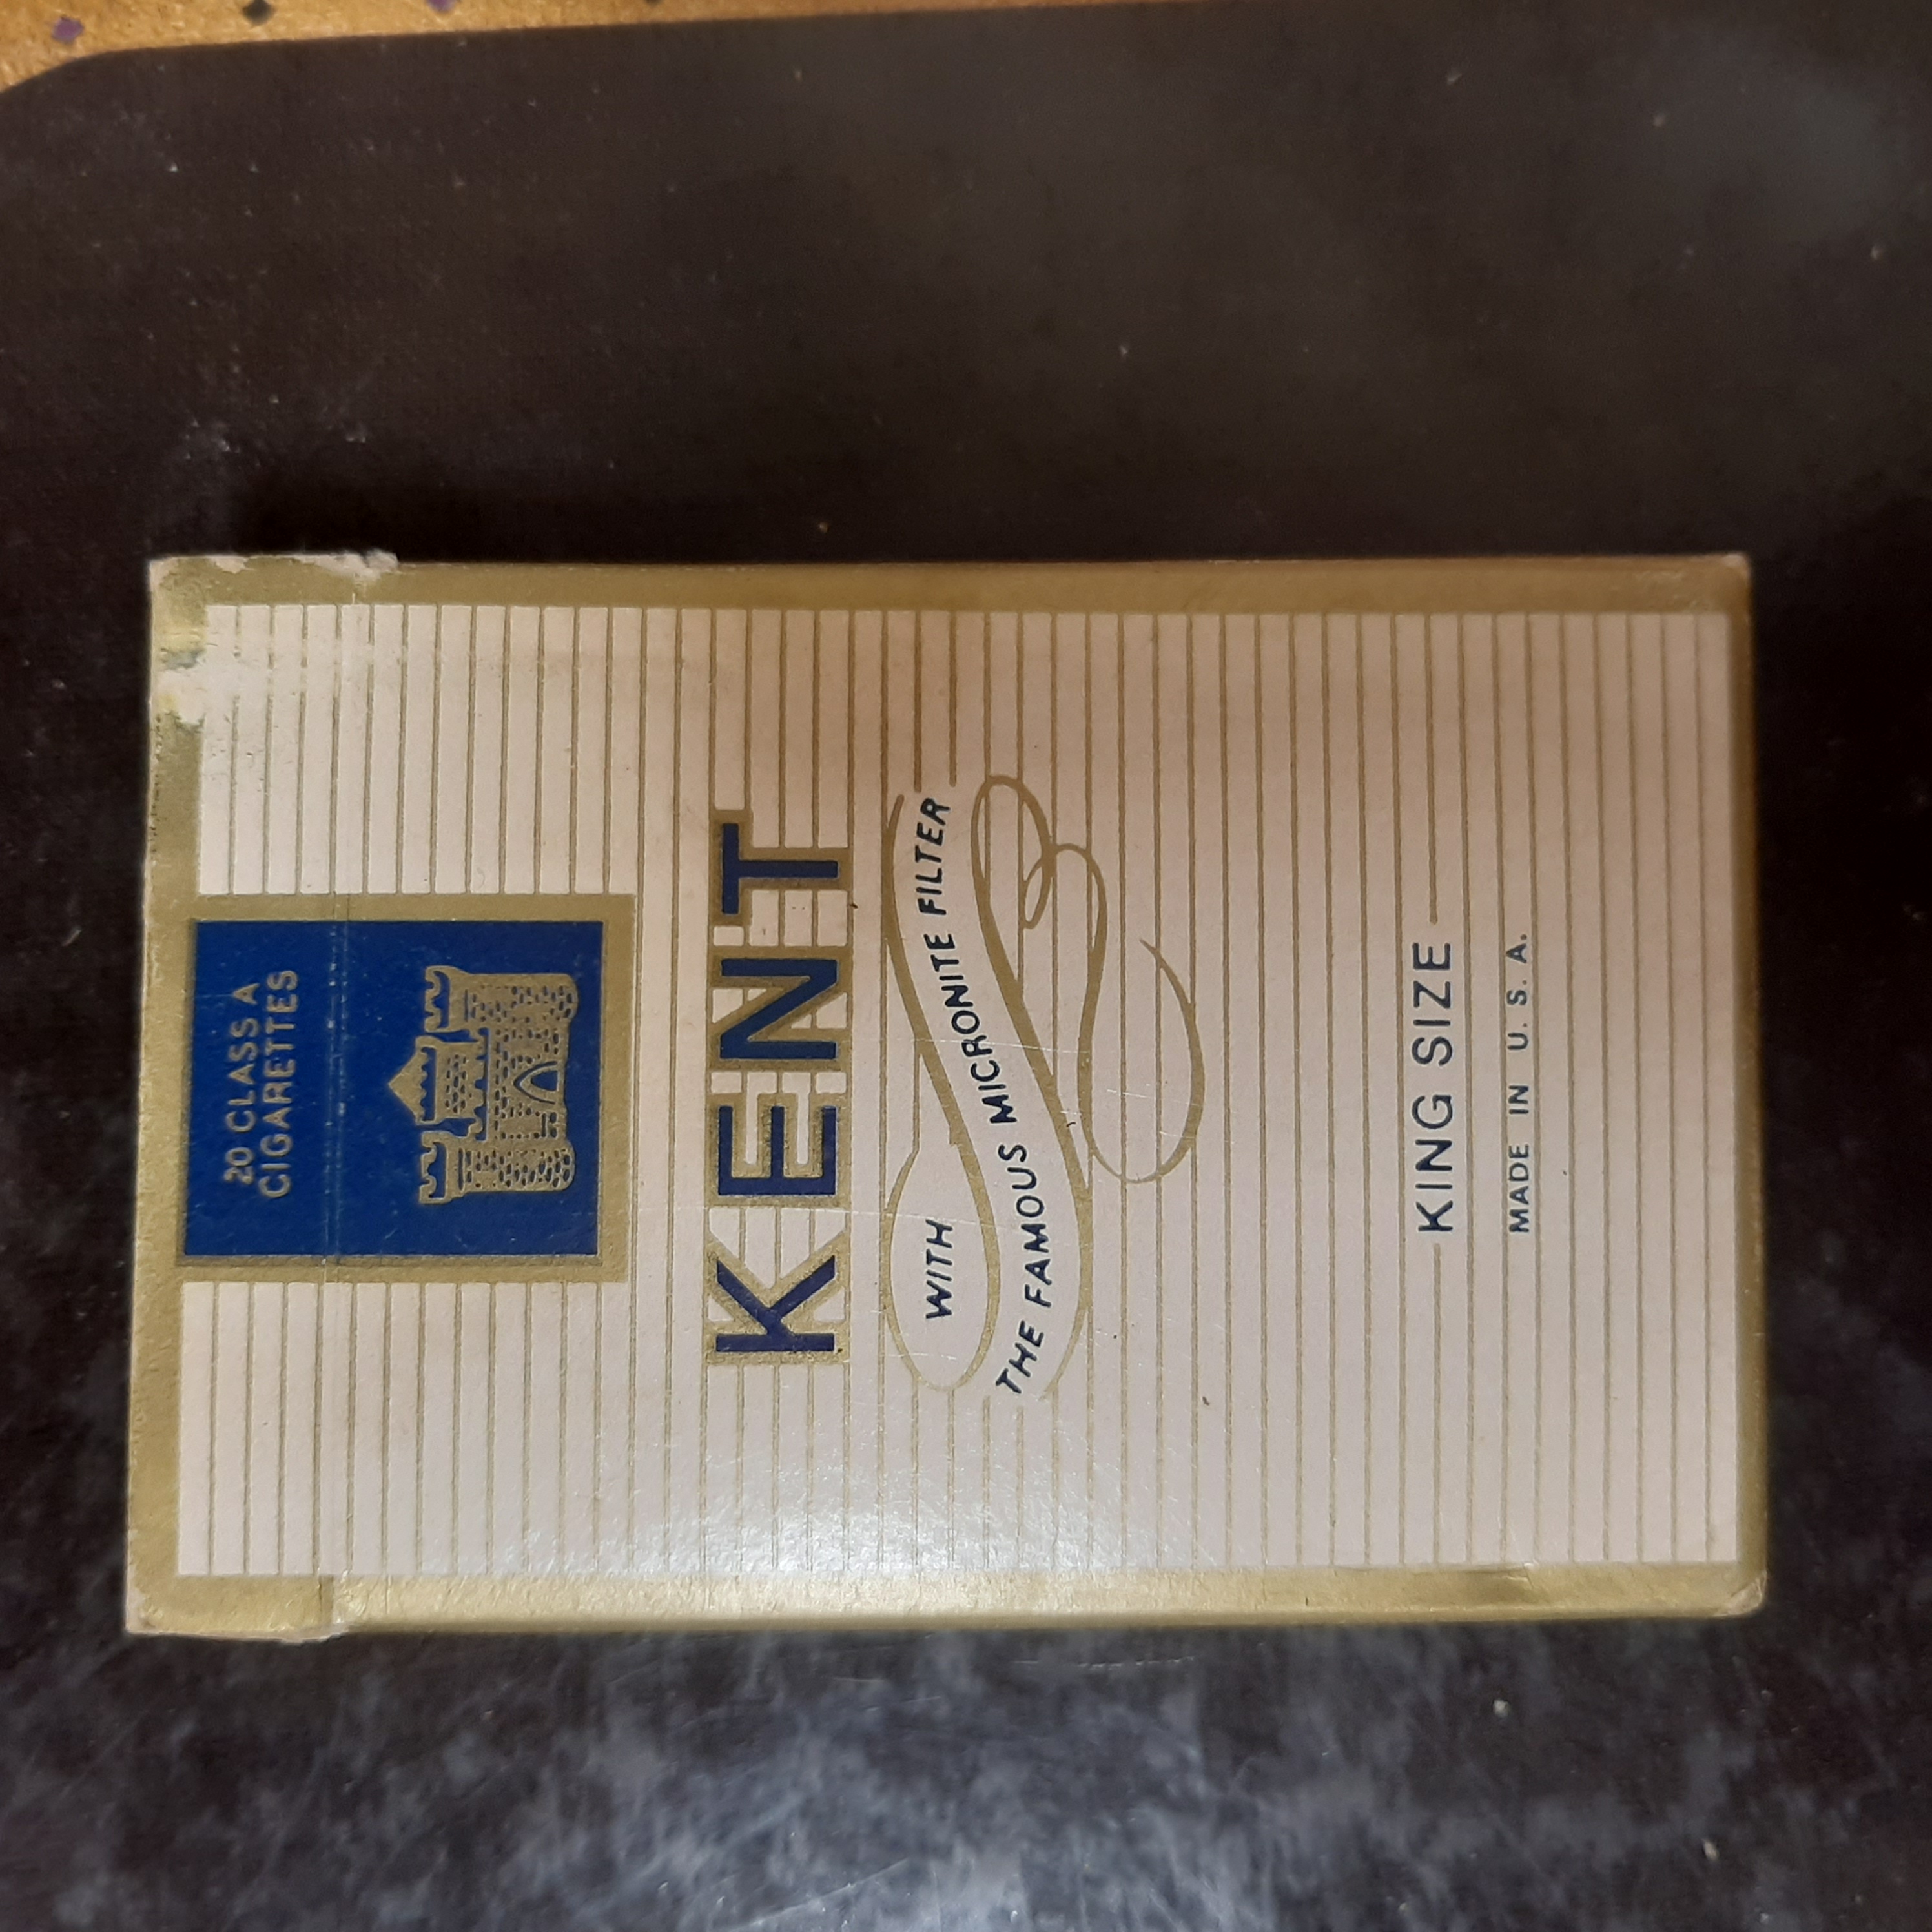 20 CLASS A
CIGARETTES
KENT
WITH
THE FAMOUS MICRONITE FILTER
KING SIZE
MADE IN U. S. A.